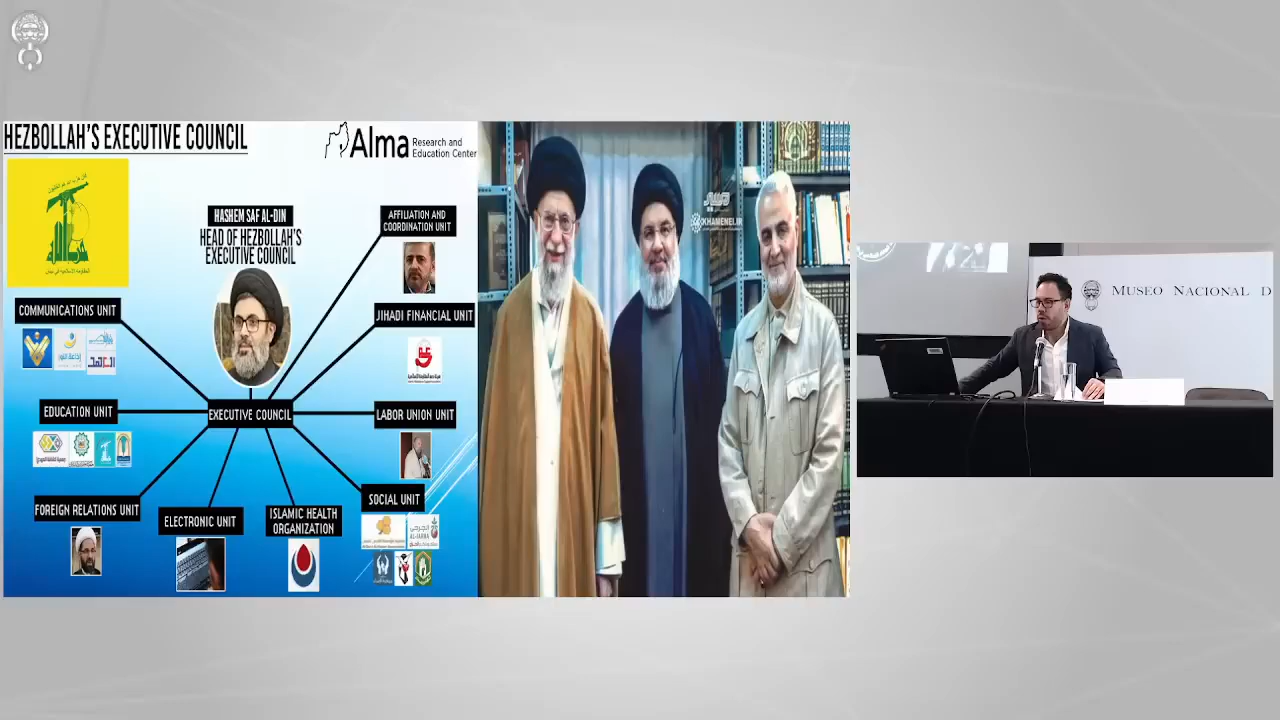 HEZBOLLAH'S EXECUTIVE COUNCIL
Alma
Research and
Education Center
HASHEM SAF AL-DIN
HEAD OF HEZBOLLAH'S
EXECUTIVE COUNCIL
AFFILIATION AND
COORDINATION UNIT
COMMUNICATIONS UNIT
JIHADI FINANCIAL UNIT
EDUCATION UNIT
EXECUTIVE COUNCIL
LABOR UNION UNIT
FOREIGN RELATIONS UNIT
ELECTRONIC UNIT
ISLAMIC HEALTH
ORGANIZATION
SOCIAL UNIT
KHAMENEI.IR
MUSEO NACIONAL D